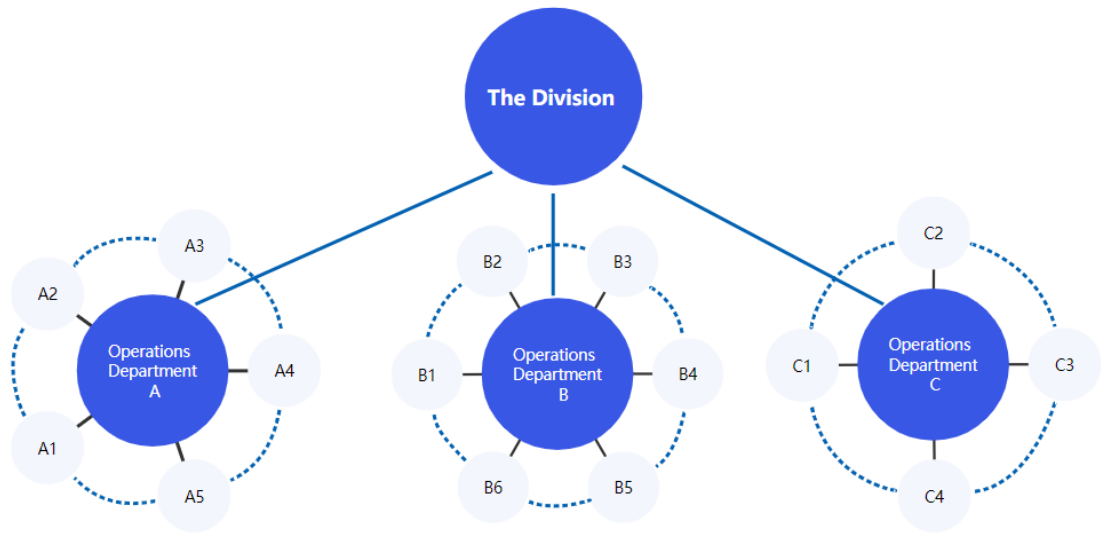 The Division
A3
A2
Operations
Department
A
A4
A1
A5
B2
B3
B1
Operations
Department
B
B4
B6
B5
C2
C1
Operations
Department
C
C3
C4